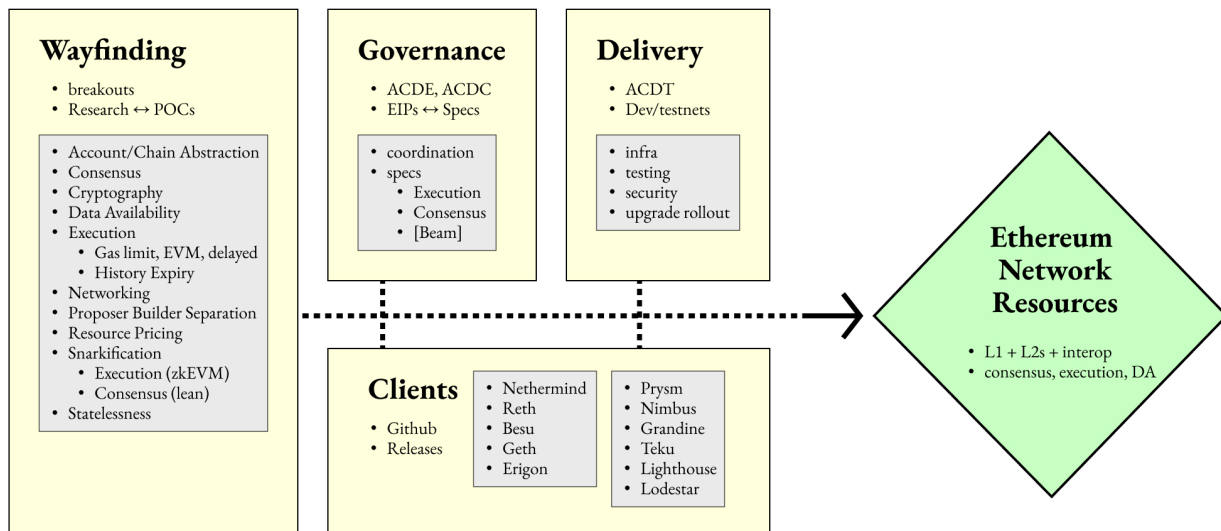 Wayfinding
• breakouts
• Research ↔ POCs
• Account/Chain Abstraction
• Consensus
• Cryptography
• Data Availability
• Execution
• Gas limit, EVM, delayed
• History Expiry
• Networking
• Proposer Builder Separation
• Resource Pricing
• Snarkification
• Execution (zkEVM)
• Consensus (lean)
• Statelessness
Governance
• ACDE, ACDC
• EIPs ↔ Specs
• coordination
• specs
• Execution
• Consensus
• [Beam]
Delivery
• ACDT
• Dev/testnets
• infra
• testing
• security
• upgrade rollout
Clients
• Github
• Releases
• Nethermind
• Reth
• Besu
• Geth
• Erigon
• Prysm
• Nimbus
• Grandine
• Teku
• Lighthouse
• Lodestar
Ethereum
Network
Resources
• L1 + L2s + interop
• consensus, execution, DA